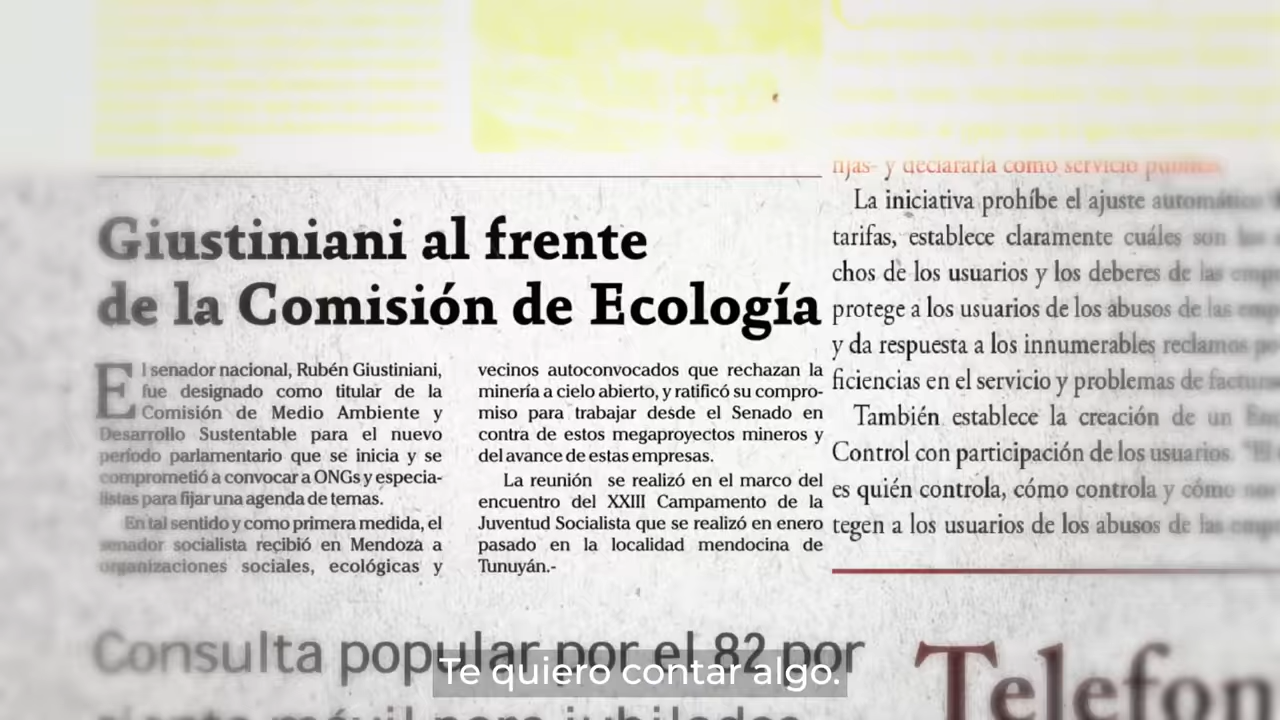 Giustiniani al frente
de la Comisión de Ecología
El senador nacional, Rubén Giustiniani,
fue designado como titular de la
Comisión de Medio Ambiente y
Desarrollo Sustentable para el nuevo
período parlamentario que se inicia y se
comprometió a convocar a ONGs y especia-
listas para fijar una agenda de temas.
En tal sentido y como primera medida, el
senador socialista recibió en Mendoza a
organizaciones sociales, ecológicas y
vecinos autoconvocados que rechazan la
minería a cielo abierto, y ratificó su compro-
miso para trabajar desde el Senado en
contra de estos megaproyectos mineros y
del avance de estas empresas.
La reunión se realizó en el marco del
encuentro del XXIII Campamento de la
Juventud Socialista que se realizó en enero
pasado en la localidad mendocina de
Tunuyán.-
y declararla como servicio
La iniciativa prohíbe el ajuste automático
tarifas, establece claramente cuáles son
chos de los usuarios y los deberes de las
protege a los usuarios de los abusos de las
y da respuesta a los innumerables reclamos
ficiencias en el servicio y problemas de
También establece la creación de un
Control con participación de los usuarios.
es quién controla, cómo controla y cómo
tegen a los usuarios de los abusos de las
Consulta popular por el 82 por
móvil para jubilados
Telefon
Te quiero contar algo.